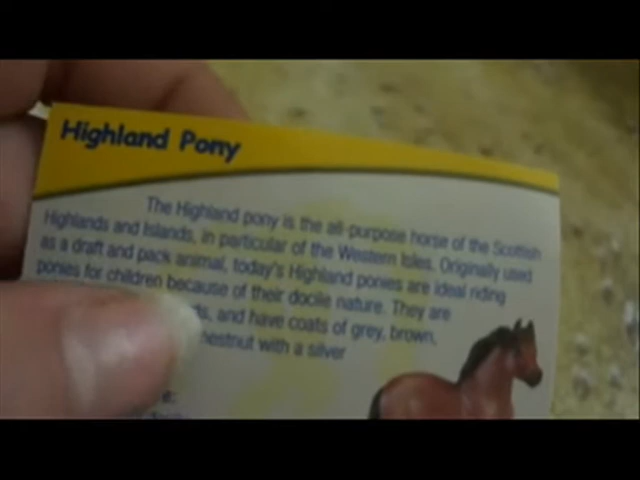 Highland Pony
The Highland pony is the all-purpose horse of the Scottish
Highlands and Islands, in particular of the Western Isles. Originally used
as a draft and pack animal, today's Highland ponies are ideal riding
ponies for children because of their docile nature. They are
and have coats of grey, brown,
with a silver